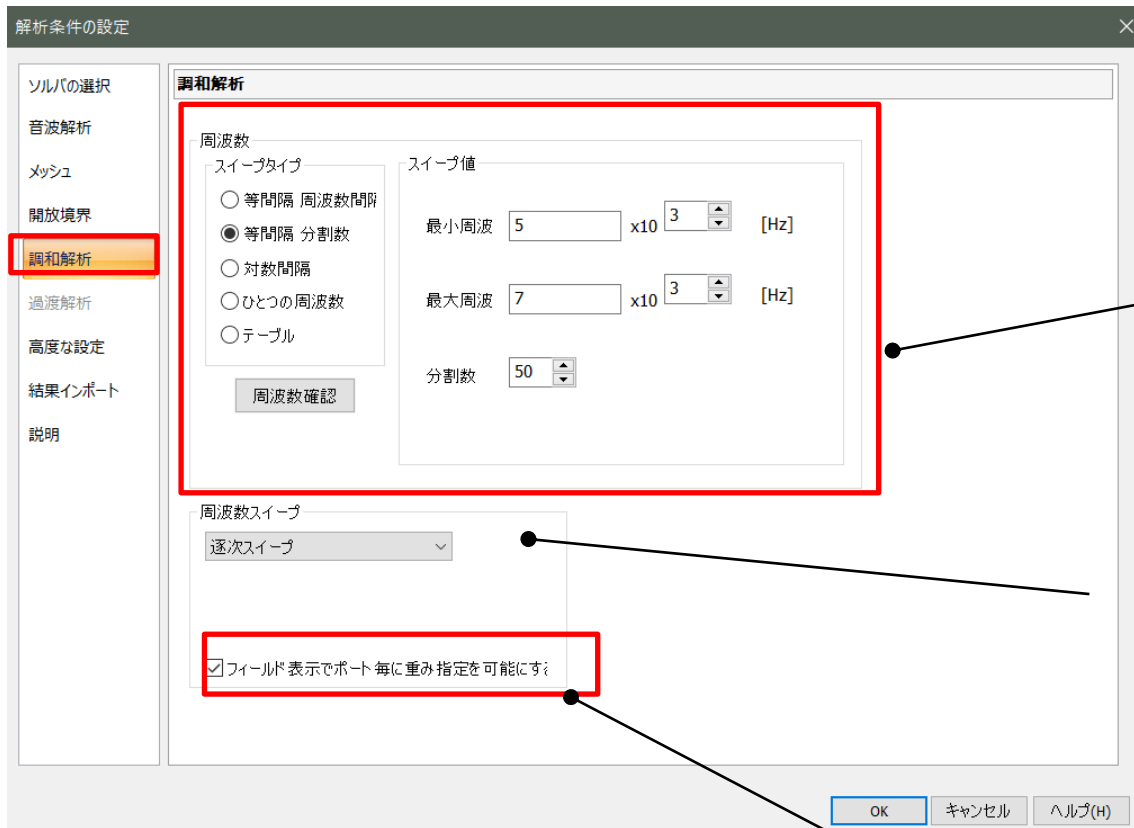 解析条件の設定
ソルバの選択
音波解析
メッシュ
開放境界
調和解析
過渡解析
高度な設定
結果インポート
説明
調和解析
周波数
スイープタイプ
等間隔 周波数間隔
等間隔 分割数
対数間隔
ひとつの周波数
テーブル
周波数確認
スイープ値
最小周波 5 x10 3 [Hz]
最大周波 7 x10 3 [Hz]
分割数 50
周波数スイープ
逐次スイープ
フィールド表示でポート毎に重み指定を可能にする
OK キャンセル ヘルプ(H)